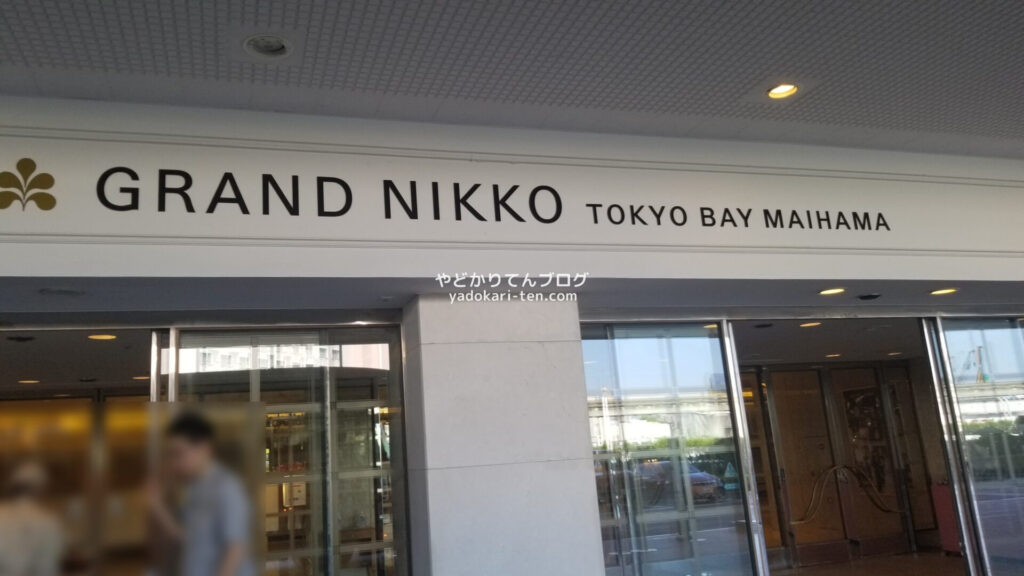 GRAND NIKKO TOKYO BAY MAIHAMA
やどかりてんブログ
yadokari-ten.com